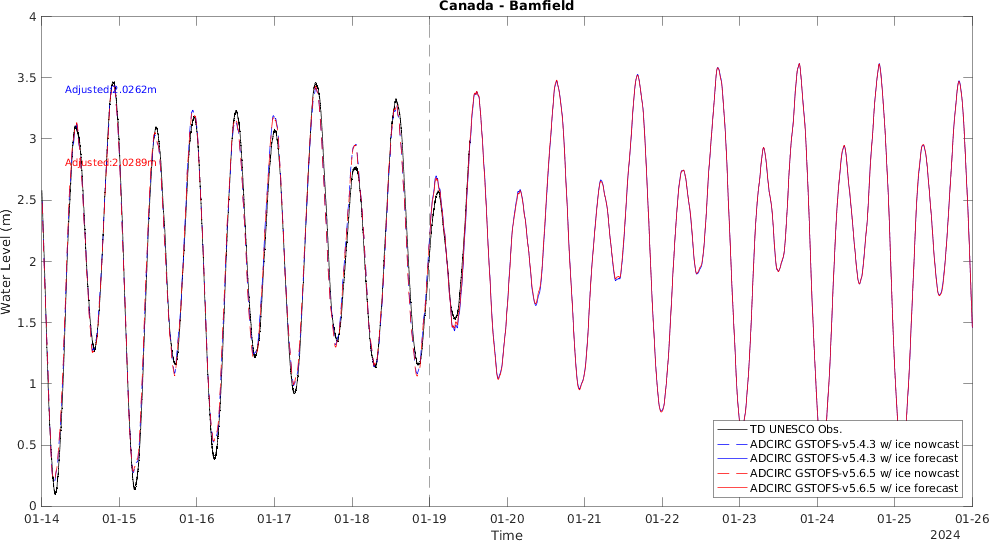 Canada - Bamfield
4
3.5
3
2.5
2
1.5
1
0.5
0
Water Level (m)
Adjusted:2.0262m
Adjusted:2.0289m
TD UNESCO Obs.
ADCIRC GSTOFS-v5.4.3 w/ ice nowcast
ADCIRC GSTOFS-v5.4.3 w/ ice forecast
ADCIRC GSTOFS-v5.6.5 w/ ice nowcast
ADCIRC GSTOFS-v5.6.5 w/ ice forecast
01-14 01-15 01-16 01-17 01-18 01-19 01-20 01-21 01-22 01-23 01-24 01-25 01-26
Time
2024